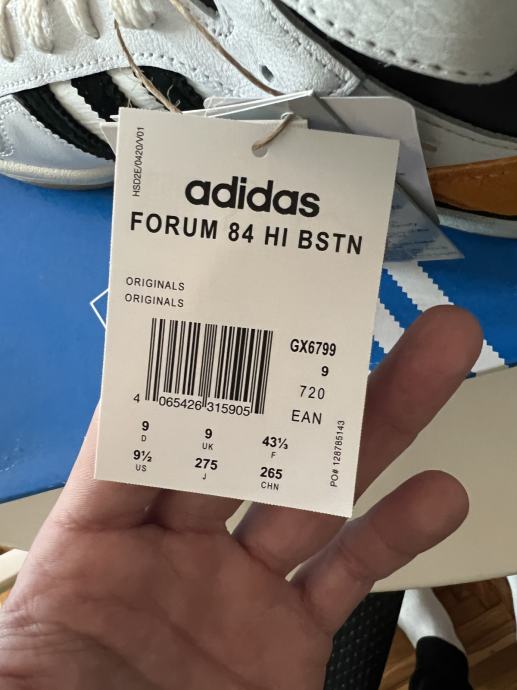 HSD2E/0420/V01
adidas
FORUM 84 HI BSTN
ORIGINALS
ORIGINALS
GX6799
9
720
EAN
4 065426 315905
9 9 43⅓
D UK F
9½ 275 265
US J CHN
PO# 128785143